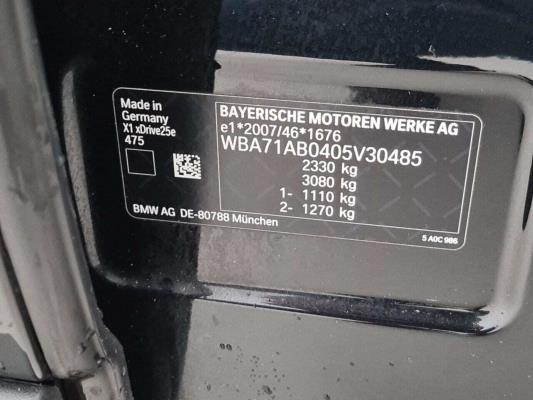 Made in
Germany
X1 xDrive25e
475
BAYERISCHE MOTOREN WERKE AG
e1*2007/46*1676
WBA71AB0405V30485
2330 kg
3080 kg
1- 1110 kg
2- 1270 kg
BMW AG DE-80788 München
5 A0C 986